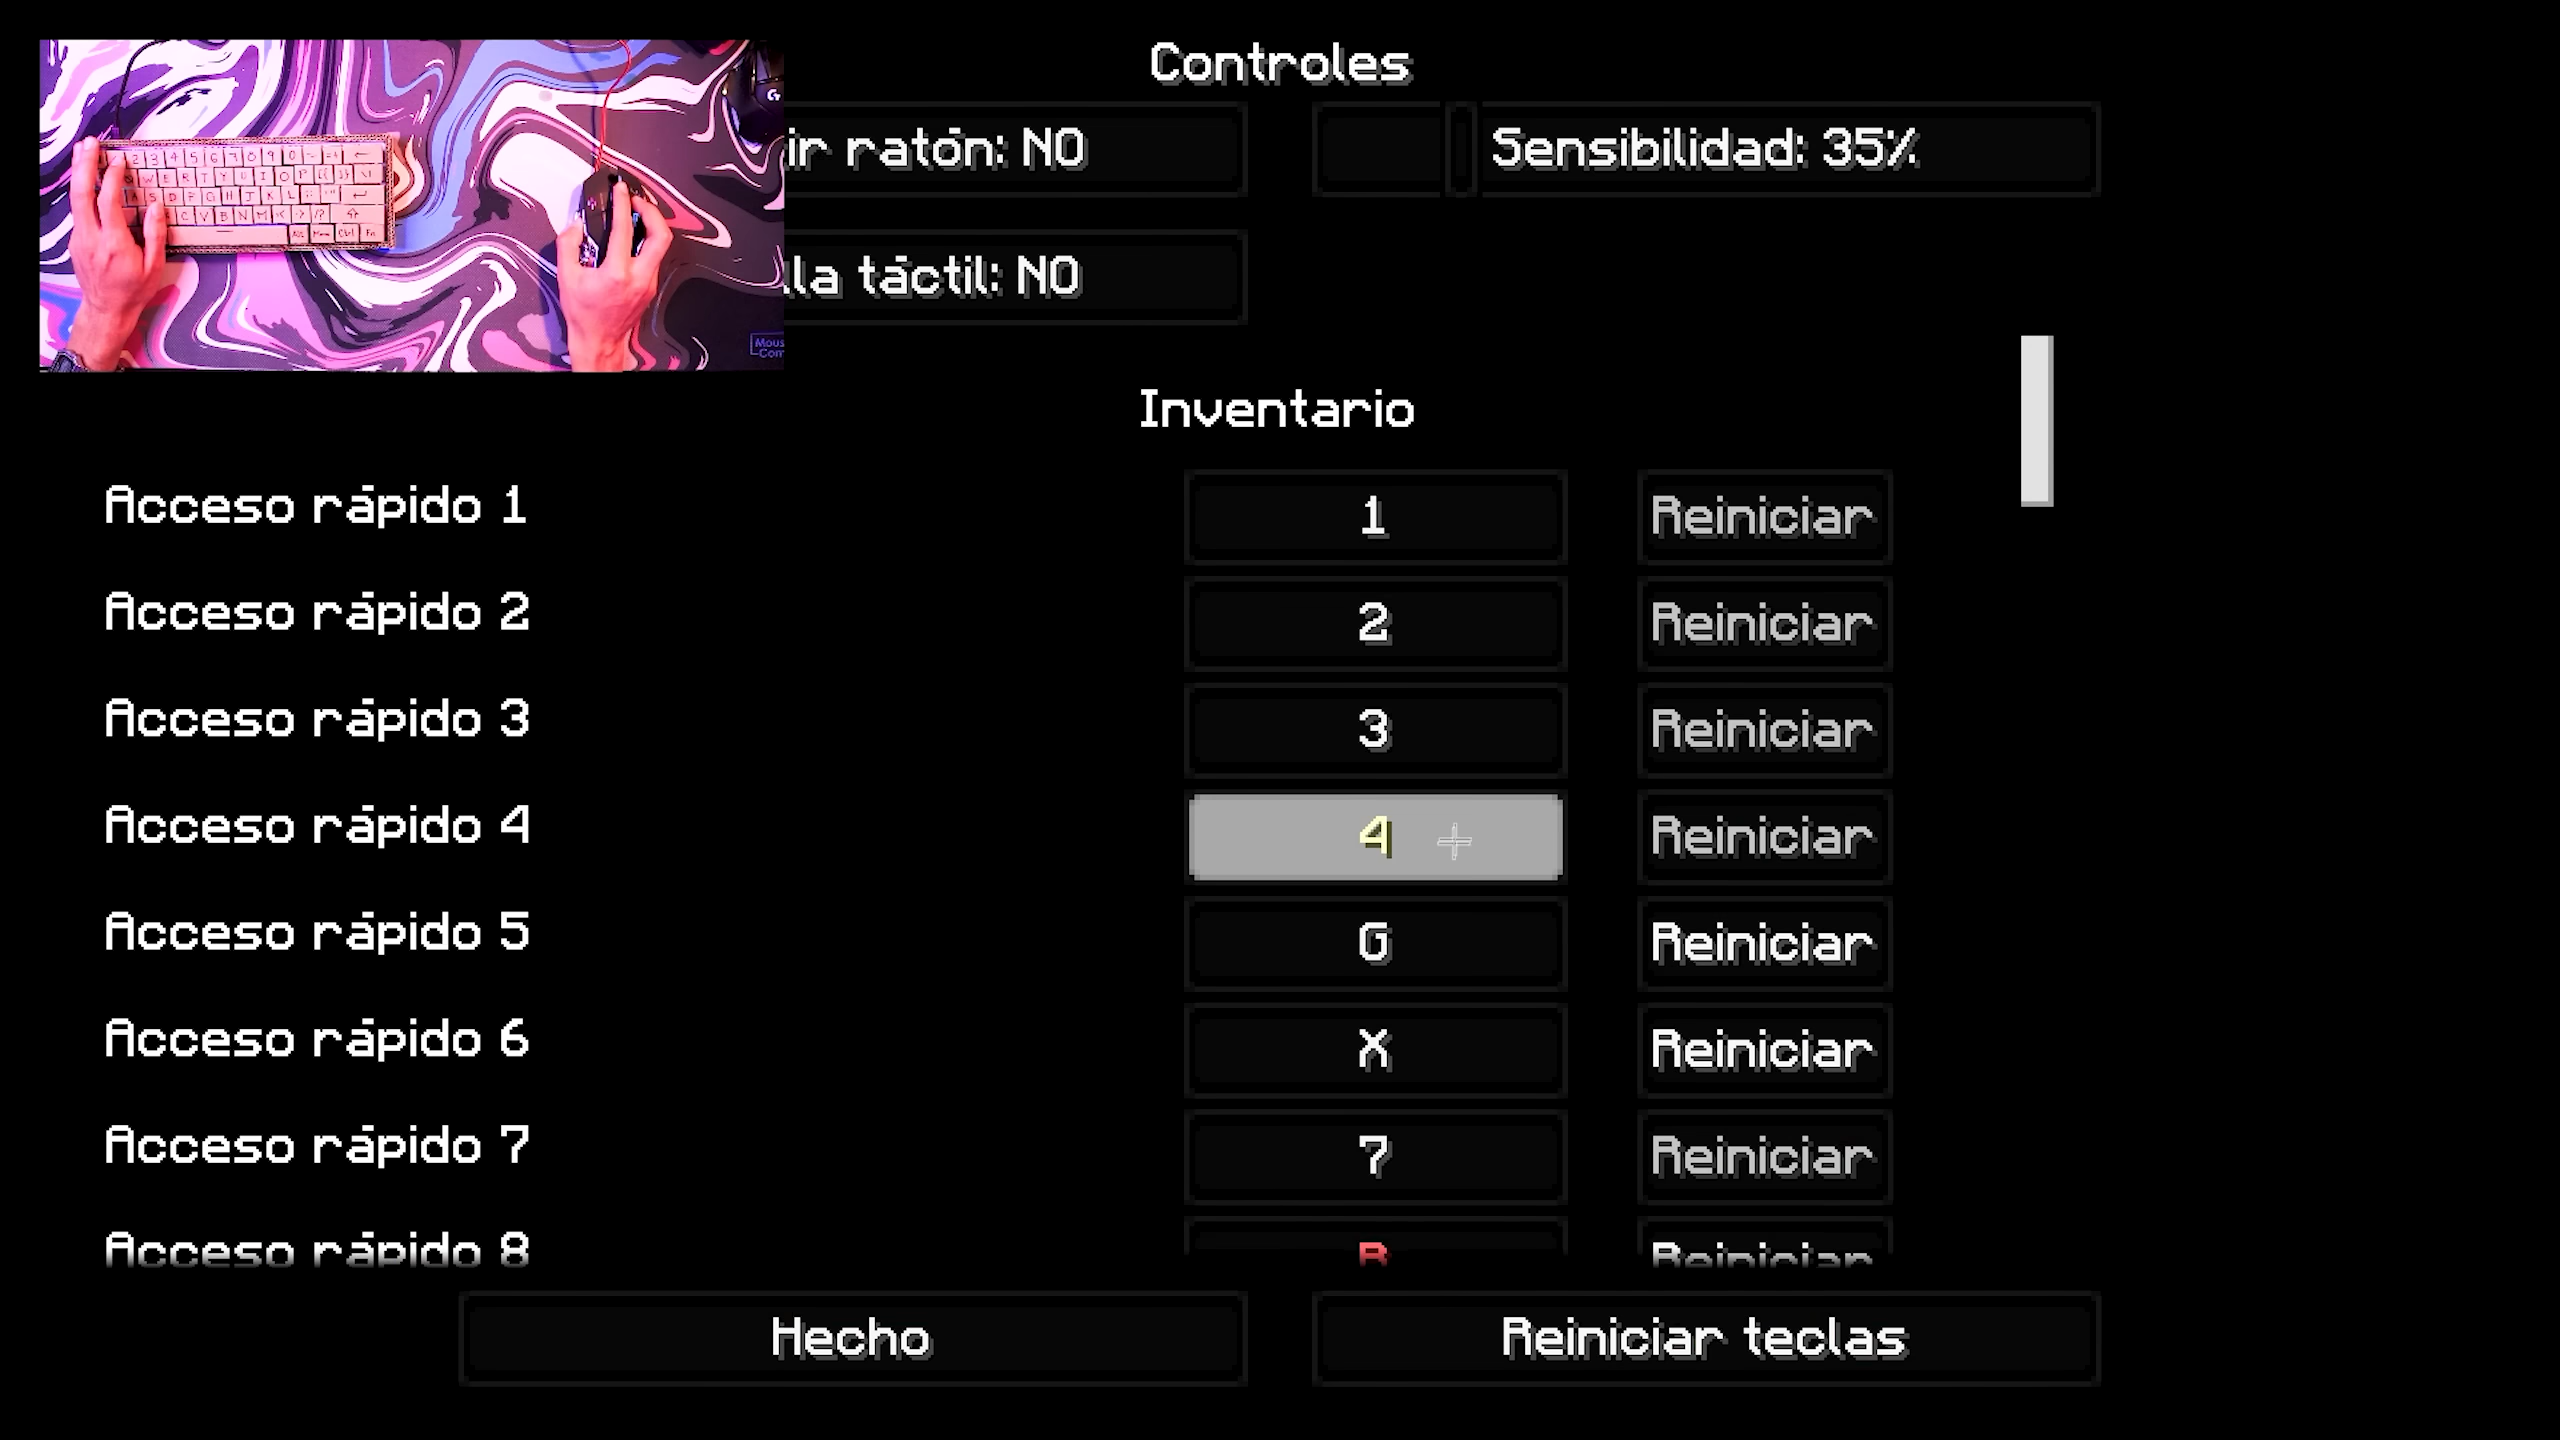 Controles
ir ratón: NO
Sensibilidad: 35%
lla táctil: NO
Inventario
Acceso rápido 1 1 Reiniciar
Acceso rápido 2 2 Reiniciar
Acceso rápido 3 3 Reiniciar
Acceso rápido 4 4 Reiniciar
Acceso rápido 5 G Reiniciar
Acceso rápido 6 X Reiniciar
Acceso rápido 7 7 Reiniciar
Acceso rápido 8 Reiniciar
Hecho
Reiniciar teclas